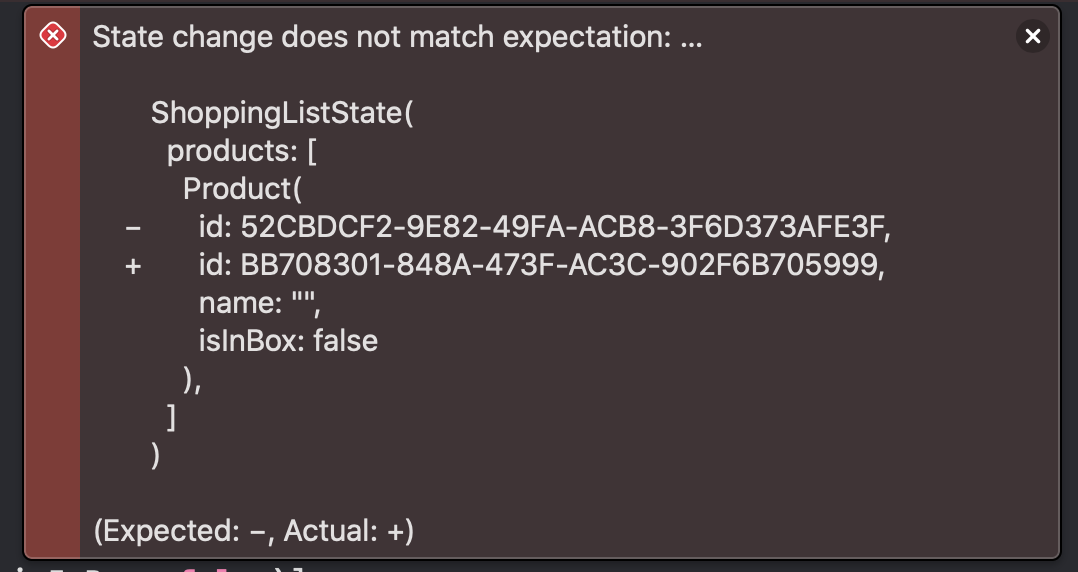 State change does not match expectation: ...
ShoppingListState(
products: [
Product(
− id: 52CBDCF2-9E82-49FA-ACB8-3F6D373AFE3F,
+ id: BB708301-848A-473F-AC3C-902F6B705999,
name: "",
isInBox: false
),
]
)
(Expected: −, Actual: +)